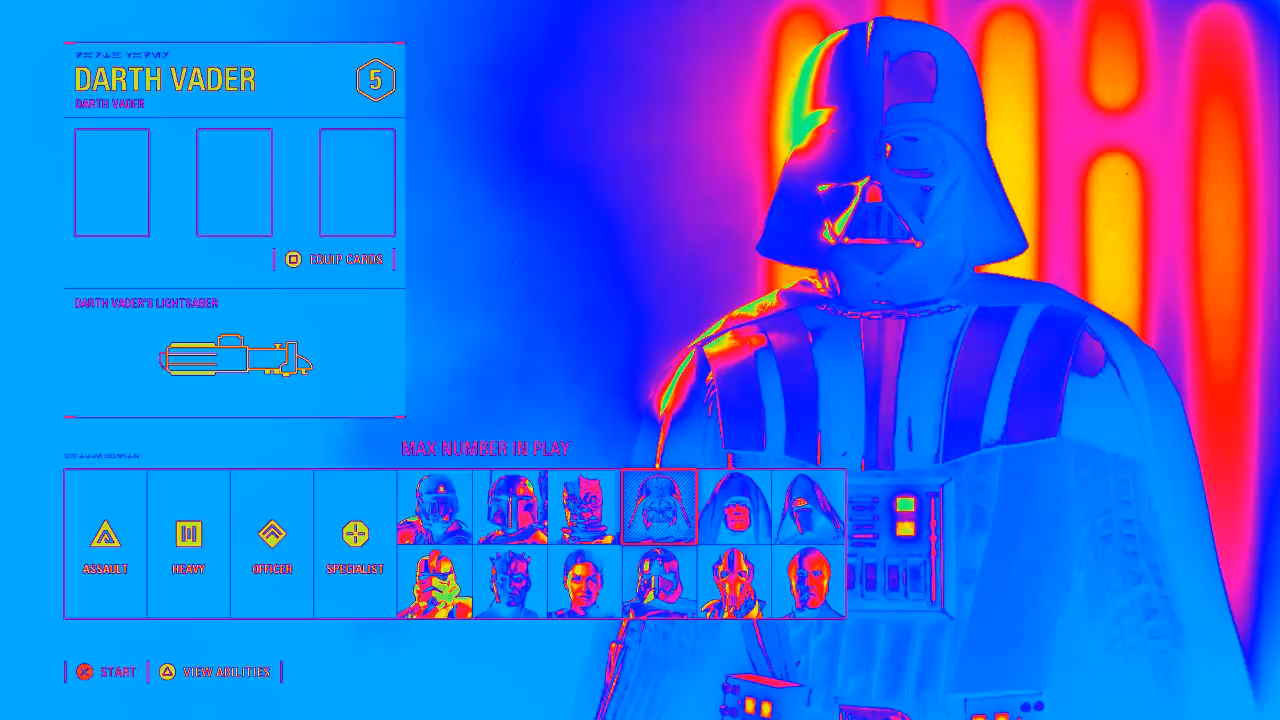 DARTH VADER
5
DARTH VADER
EQUIP CARDS
DARTH VADER'S LIGHTSABER
MAX NUMBER IN PLAY
ASSAULT
HEAVY
OFFICER
SPECIALIST
START
VIEW ABILITIES